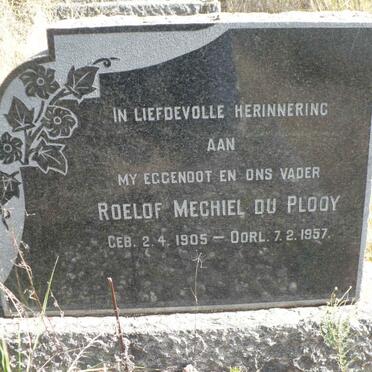 IN LIEFDEVOLLE HERINNERING
AAN
MY EGGENOOT EN ONS VADER
ROELOF MECHIEL DU PLOOY
GEB. 2.4.1905 — OORL. 7.2.1957.